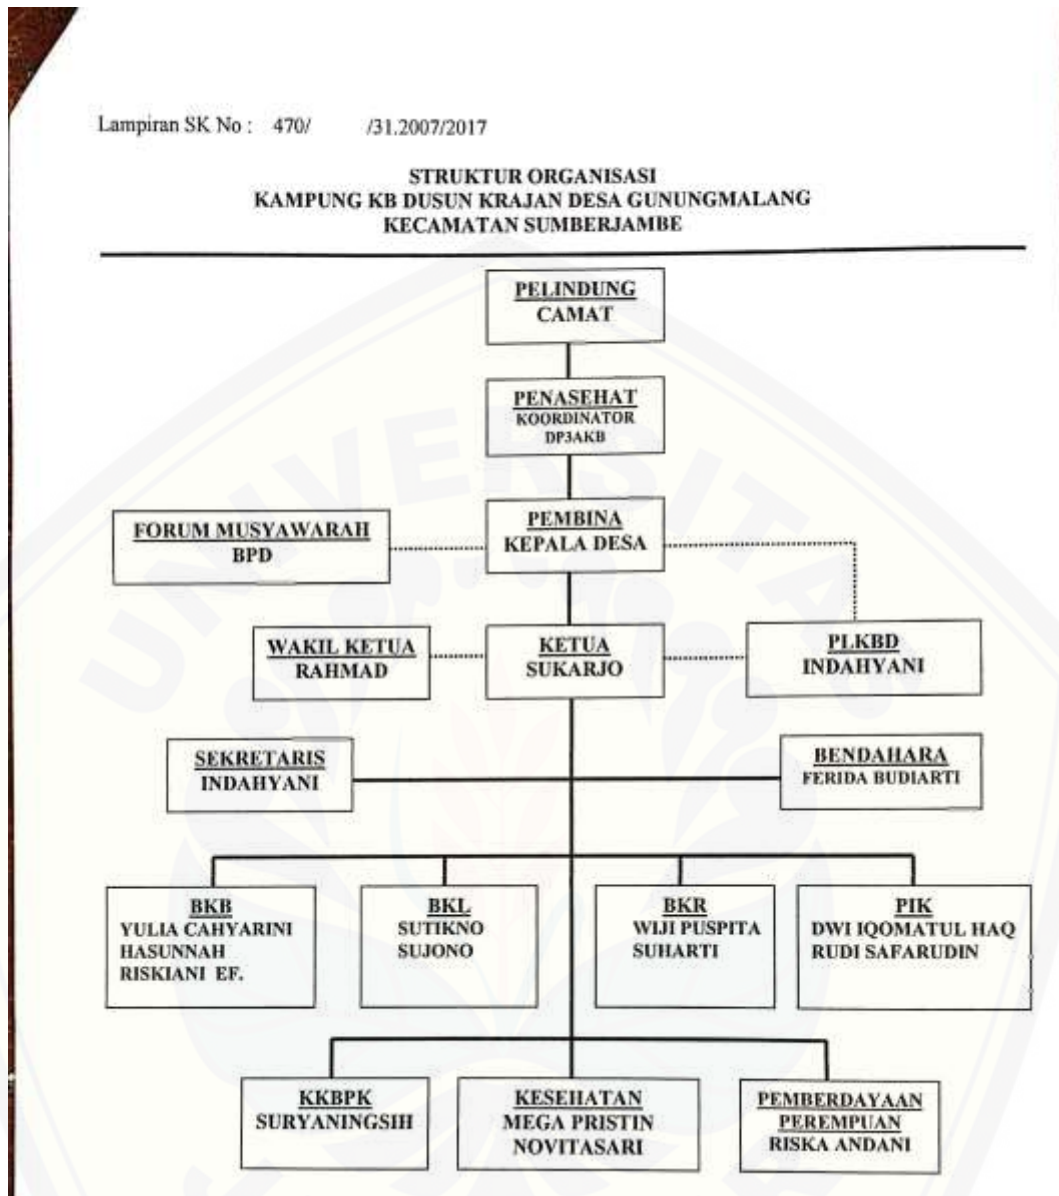 Lampiran SK No : 470/ /31.2007/2017
STRUKTUR ORGANISASI
KAMPUNG KB DUSUN KRAJAN DESA GUNUNGMALANG
KECAMATAN SUMBERJAMBE
PELINDUNG
CAMAT
PENASEHAT
KOORDINATOR
DP3AKB
FORUM MUSYAWARAH
BPD
PEMBINA
KEPALA DESA
WAKIL KETUA
RAHMAD
KETUA
SUKARJO
PLKBD
INDAHYANI
SEKRETARIS
INDAHYANI
BENDAHARA
FERIDA BUDIARTI
BKB
YULIA CAHYARINI
HASUNNAH
RISKIANI EF.
BKL
SUTIKNO
SUJONO
BKR
WIJI PUSPITA
SUHARTI
PIK
DWI IQOMATUL HAQ
RUDI SAFARUDIN
KKBPK
SURYANINGSIH
KESEHATAN
MEGA PRISTIN
NOVITASARI
PEMBERDAYAAN
PEREMPUAN
RISKA ANDANI
UNIVERSITAS